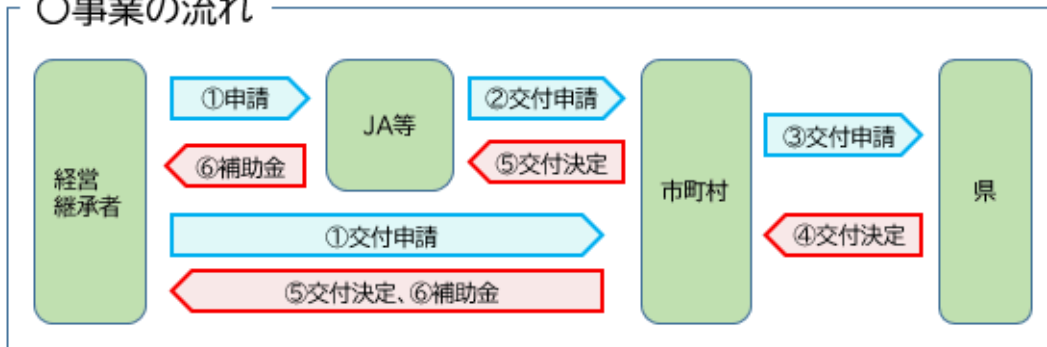 〇事業の流れ
経営
継承者
①申請
⑥補助金
JA等
②交付申請
⑤交付決定
①交付申請
⑤交付決定、⑥補助金
市町村
③交付申請
④交付決定
県